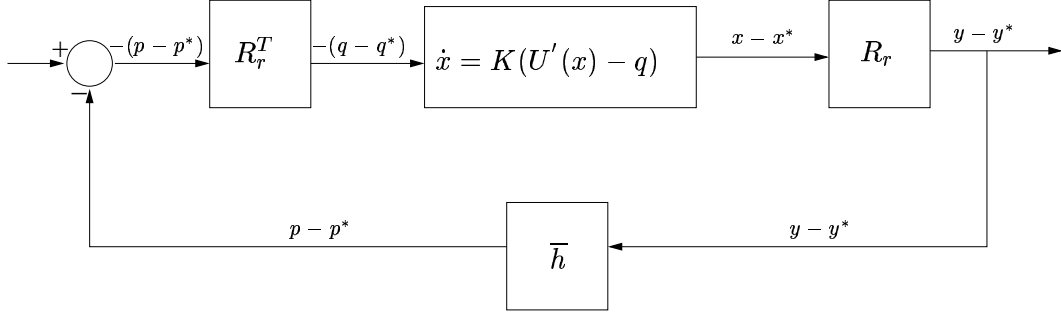 +
−(p − p*)
R_r^T
−(q − q*)
ẋ = K(U′(x) − q)
x − x*
R_r
y − y*
−
p − p*
h̅
y − y*